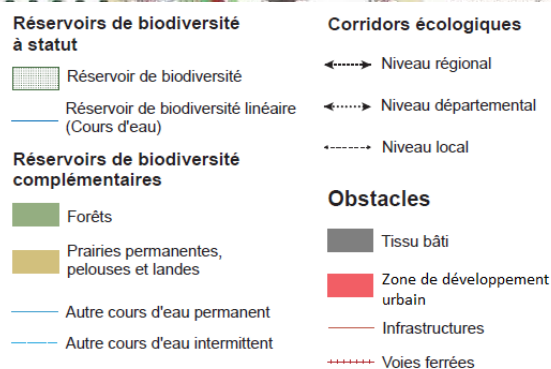 Réservoirs de biodiversité
à statut
Réservoir de biodiversité
Réservoir de biodiversité linéaire
(Cours d'eau)
Réservoirs de biodiversité
complémentaires
Forêts
Prairies permanentes,
pelouses et landes
Autre cours d'eau permanent
Autre cours d'eau intermittent
Corridors écologiques
Niveau régional
Niveau départemental
Niveau local
Obstacles
Tissu bâti
Zone de développement
urbain
Infrastructures
Voies ferrées